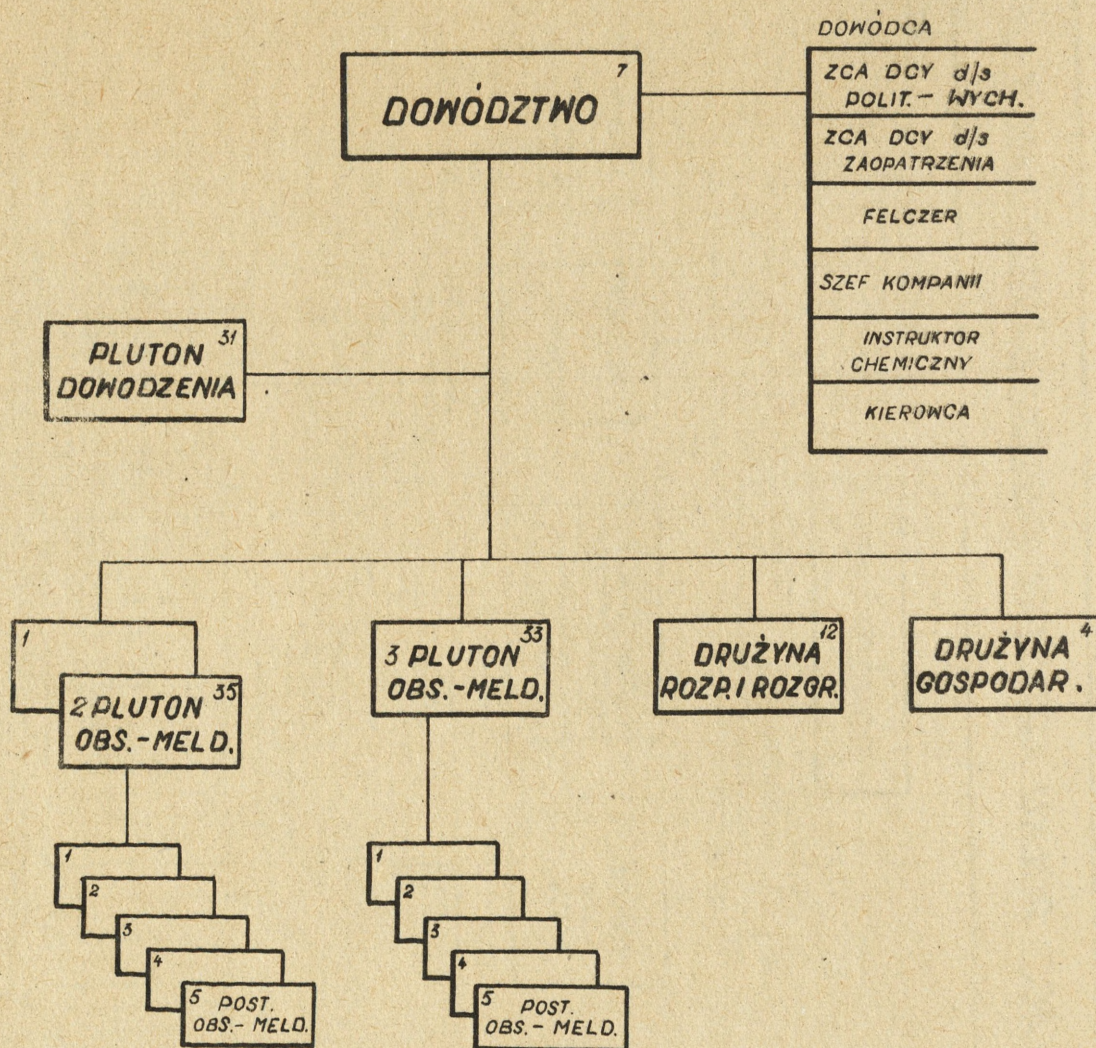 DOWÓDCA
7
DOWÓDZTWO
ZCA DCY d/s
POLIT.- WYCH.
ZCA DCY d/s
ZAOPATRZENIA
FELCZER
SZEF KOMPANII
INSTRUKTOR
CHEMICZNY
KIEROWCA
31
PLUTON
DOWODZENIA
1
2 PLUTON 35
OBS.-MELD.
33
3 PLUTON
OBS.-MELD.
12
DRUŻYNA
ROZP. I ROZGR.
4
DRUŻYNA
GOSPODAR.
1
2
3
4
5 POST.
OBS.- MELD.
1
2
3
4
5 POST.
OBS.- MELD.